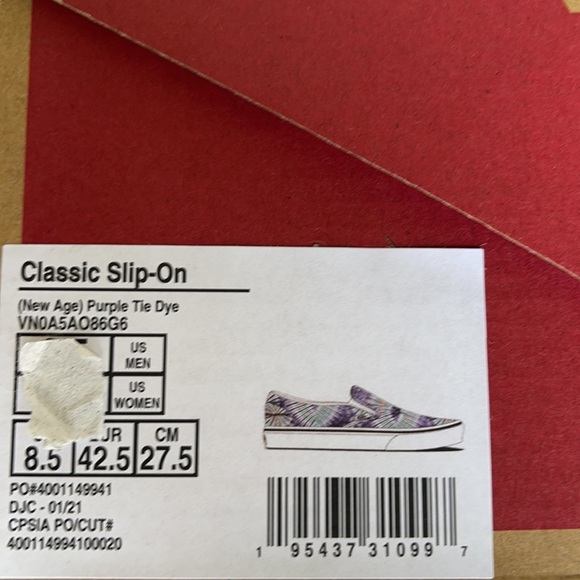 Classic Slip-On
(New Age) Purple Tie Dye
VN0A5AO86G6
US
MEN
US
WOMEN
CM
8.5 42.5 27.5
PO#4001149941
DJC - 01/21
CPSIA PO/CUT#
400114994100020
1 95437 31099 7